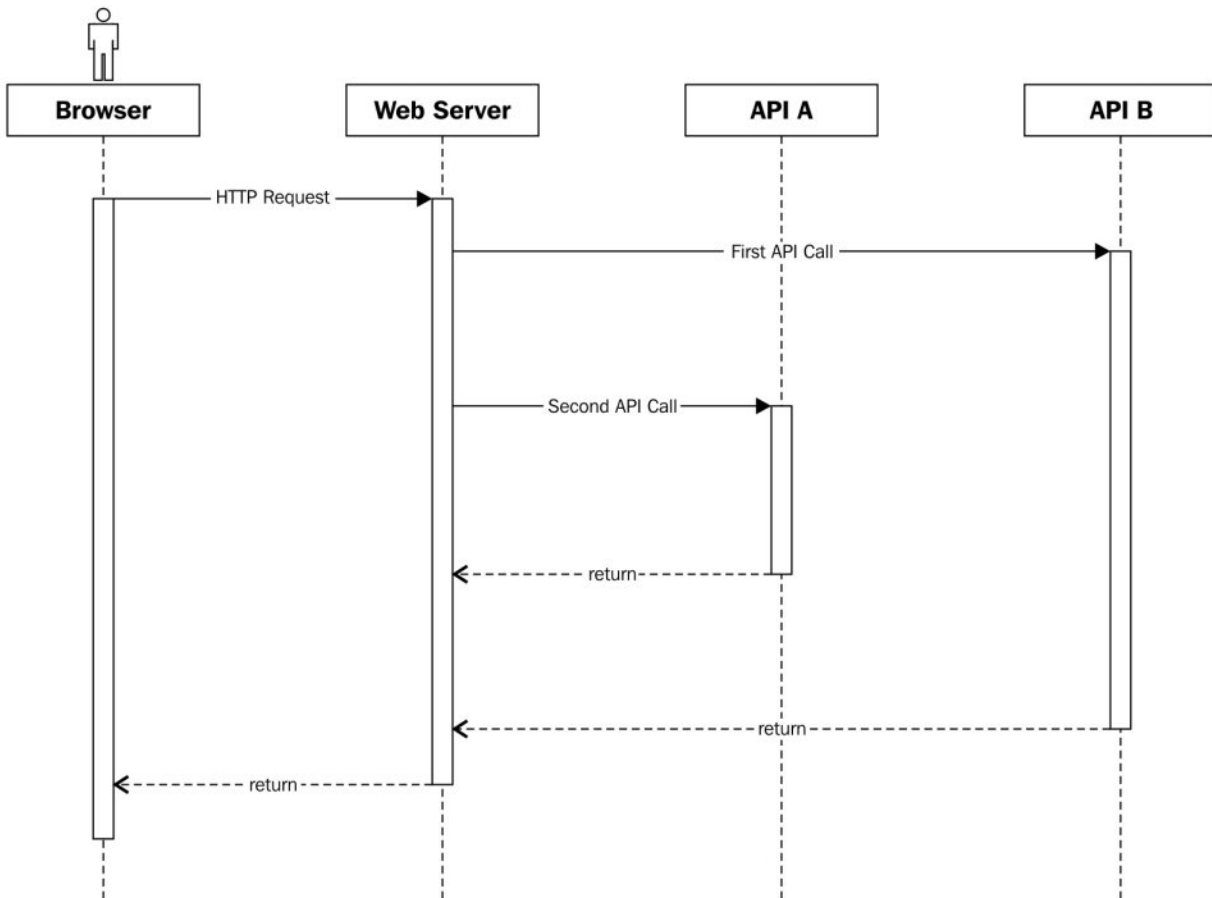 Browser
Web Server
API A
API B
HTTP Request
First API Call
Second API Call
return
return
return